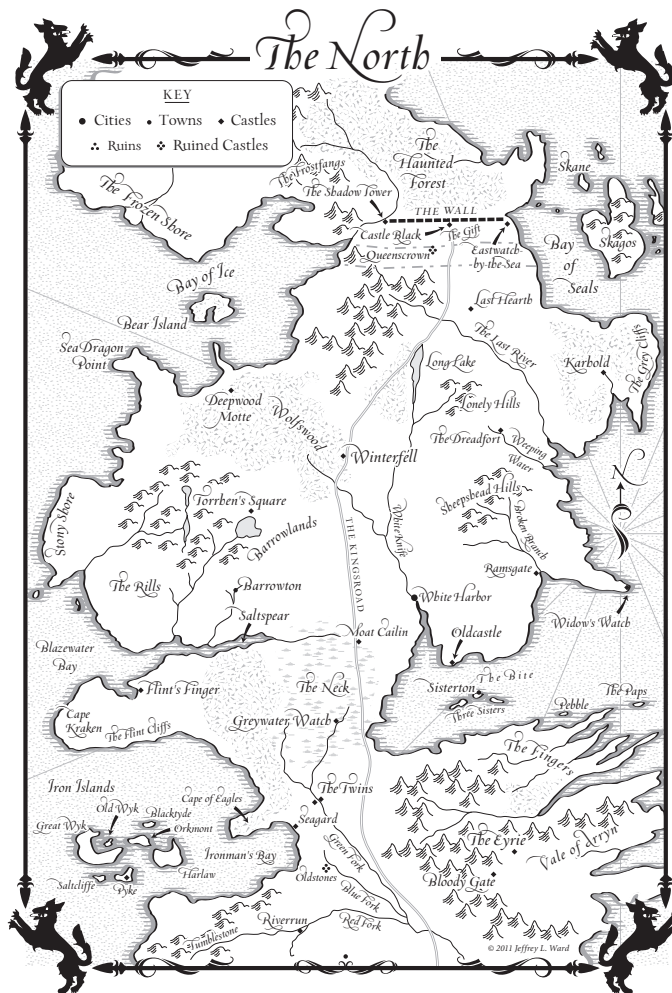 The North
KEY
Cities
Towns
Castles
Ruins
Ruined Castles
The
Haunted
Forest
The Frostfangs
The Shadow Tower
Skane
The Frozen Shore
THE WALL
Castle Black
The Gift
Skagos
Queenscrown
Eastwatch-
by-the-Sea
Bay
of
Seals
Bay of Ice
Last Hearth
Bear Island
The Last River
The Grey Cliffs
Sea Dragon
Point
Long Lake
Karhold
Deepwood
Motte
Lonely Hills
Wolfswood
The Dreadfort
Weeping
Water
Winterfell
N
Stony Shore
Torrhen's Square
Sheepshead Hills
Barrowlands
THE KINGSROAD
White Knife
Broken Branch
Ramsgate
The Rills
Barrowton
White Harbor
Widow's Watch
Saltspear
Moat Cailin
Oldcastle
Blazewater
Bay
The Bite
Flint's Finger
The Neck
Sisterton
The Paps
Pebble
Three Sisters
Cape
Kraken
The Flint Cliffs
Greywater Watch
The Fingers
Iron Islands
The Twins
Old Wyk
Cape of Eagles
Blacktyde
Great Wyk
Orkmont
Seagard
The Eyrie
Vale of Arryn
Ironman's Bay
Green Fork
Harlaw
Oldstones
Bloody Gate
Saltcliffe
Pyke
Blue Fork
Riverrun
Red Fork
Tumblestone
© 2011 Jeffrey L. Ward